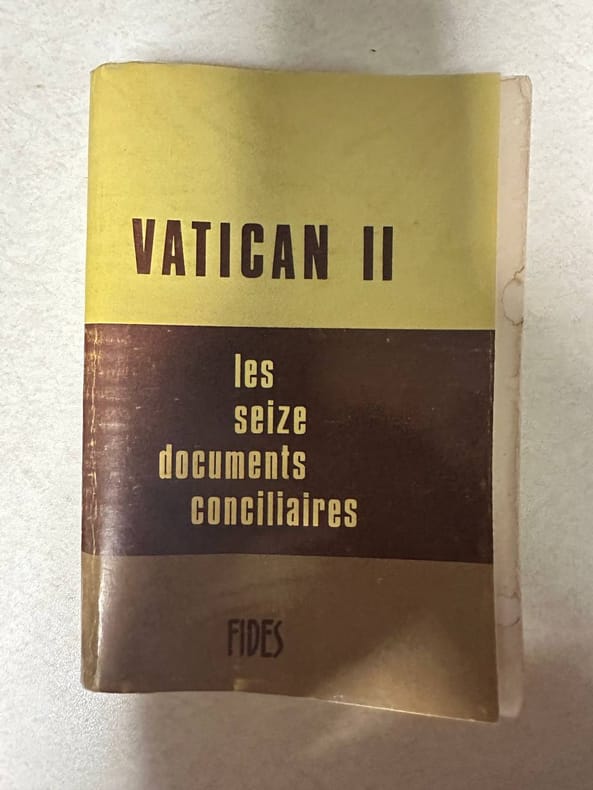 VATICAN II
les
seize
documents
conciliaires
FIDES